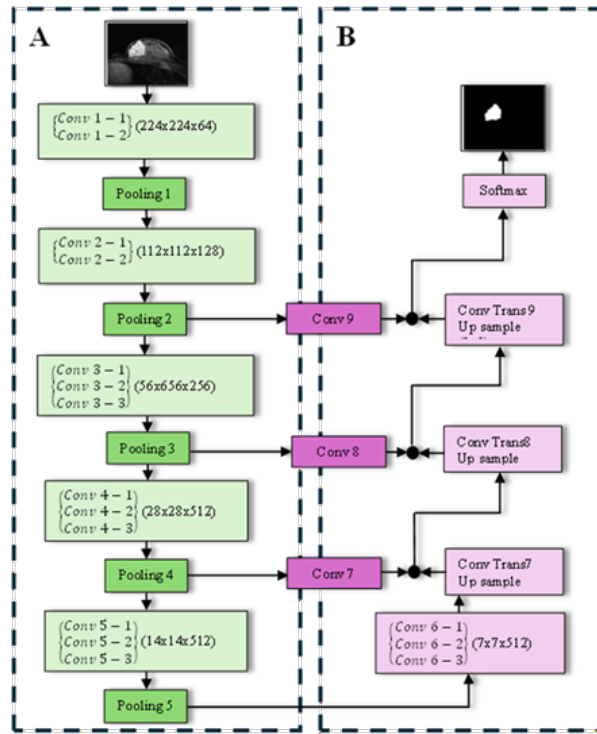 A
{Conv 1 − 1
Conv 1 − 2} (224x224x64)
Pooling 1
{Conv 2 − 1
Conv 2 − 2} (112x112x128)
Pooling 2
{Conv 3 − 1
Conv 3 − 2
Conv 3 − 3} (56x656x256)
Pooling 3
{Conv 4 − 1
Conv 4 − 2
Conv 4 − 3} (28x28x512)
Pooling 4
{Conv 5 − 1
Conv 5 − 2
Conv 5 − 3} (14x14x512)
Pooling 5
B
Softmax
Conv 9
Conv Trans 9
Up sample
Conv 8
Conv Trans8
Up sample
Conv 7
Conv Trans7
Up sample
{Conv 6 − 1
Conv 6 − 2
Conv 6 − 3} (7x7x512)